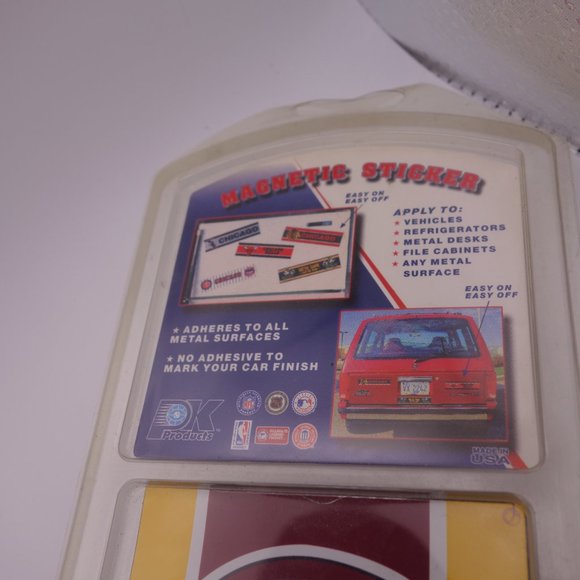 MAGNETIC STICKER
EASY ON
EASY OFF
CHICAGO
APPLY TO:
★ VEHICLES
★ REFRIGERATORS
★ METAL DESKS
★ FILE CABINETS
★ ANY METAL
SURFACE
EASY ON
EASY OFF
★ ADHERES TO ALL
METAL SURFACES
★ NO ADHESIVE TO
MARK YOUR CAR FINISH
PK
Products
MADE IN
USA